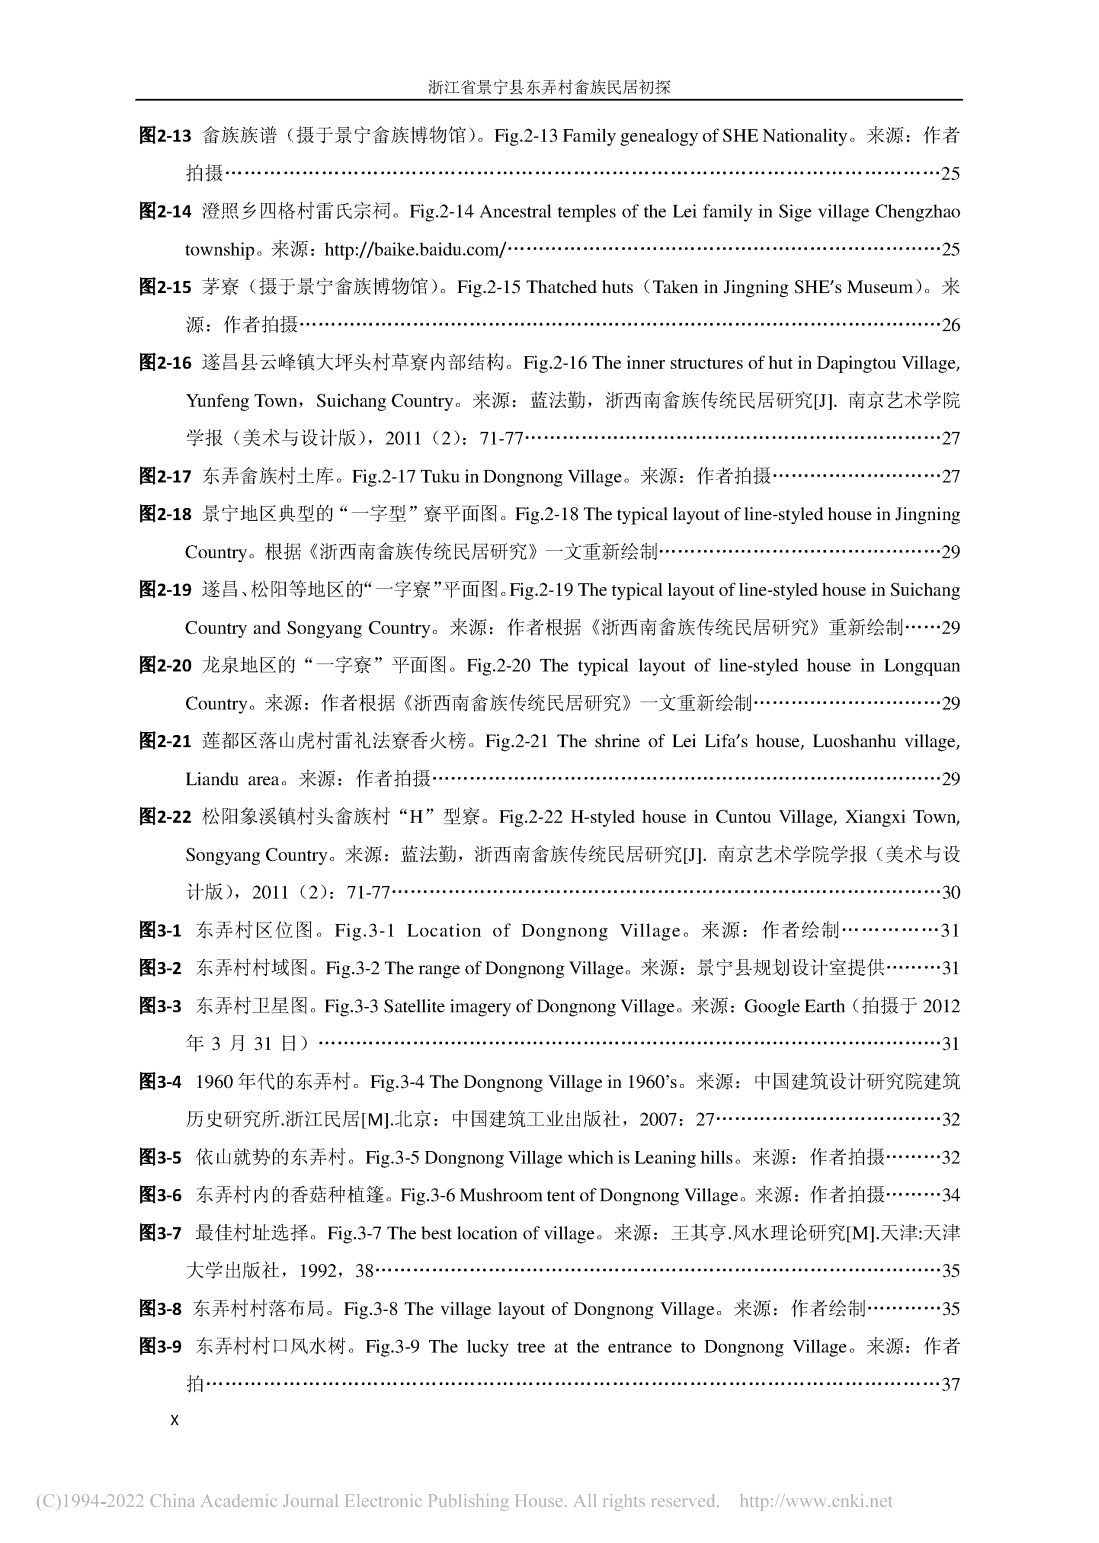 浙江省景宁县东弄村畲族民居初探
图2-13 畲族族谱（摄于景宁畲族博物馆）。Fig.2-13 Family genealogy of SHE Nationality。来源：作者
拍摄……………………………………………………………………………………………………25
图2-14 澄照乡四格村雷氏宗祠。Fig.2-14 Ancestral temples of the Lei family in Sige village Chengzhao
township。来源：http://baike.baidu.com/……………………………………………………………25
图2-15 茅寮（摄于景宁畲族博物馆）。Fig.2-15 Thatched huts（Taken in Jingning SHE's Museum）。来
源：作者拍摄…………………………………………………………………………………………26
图2-16 遂昌县云峰镇大坪头村草寮内部结构。Fig.2-16 The inner structures of hut in Dapingtou Village,
Yunfeng Town，Suichang Country。来源：蓝法勤，浙西南畲族传统民居研究[J]. 南京艺术学院
学报（美术与设计版），2011（2）：71-77…………………………………………………………27
图2-17 东弄畲族村土库。Fig.2-17 Tuku in Dongnong Village。来源：作者拍摄………………………27
图2-18 景宁地区典型的“一字型”寮平面图。Fig.2-18 The typical layout of line-styled house in Jingning
Country。根据《浙西南畲族传统民居研究》一文重新绘制………………………………………29
图2-19 遂昌、松阳等地区的“一字寮”平面图。Fig.2-19 The typical layout of line-styled house in Suichang
Country and Songyang Country。来源：作者根据《浙西南畲族传统民居研究》重新绘制……29
图2-20 龙泉地区的“一字寮”平面图。Fig.2-20 The typical layout of line-styled house in Longquan
Country。来源：作者根据《浙西南畲族传统民居研究》一文重新绘制…………………………29
图2-21 莲都区落山虎村雷礼法寮香火榜。Fig.2-21 The shrine of Lei Lifa's house, Luoshanhu village,
Liandu area。来源：作者拍摄………………………………………………………………………29
图2-22 松阳象溪镇村头畲族村“H”型寮。Fig.2-22 H-styled house in Cuntou Village, Xiangxi Town,
Songyang Country。来源：蓝法勤，浙西南畲族传统民居研究[J]. 南京艺术学院学报（美术与设
计版），2011（2）：71-77……………………………………………………………………………30
图3-1 东弄村区位图。Fig.3-1 Location of Dongnong Village。来源：作者绘制……………31
图3-2 东弄村村域图。Fig.3-2 The range of Dongnong Village。来源：景宁县规划设计室提供………31
图3-3 东弄村卫星图。Fig.3-3 Satellite imagery of Dongnong Village。来源：Google Earth（拍摄于 2012
年 3 月 31 日）………………………………………………………………………………………31
图3-4 1960 年代的东弄村。Fig.3-4 The Dongnong Village in 1960's。来源：中国建筑设计研究院建筑
历史研究所.浙江民居[M].北京：中国建筑工业出版社，2007：27………………………………32
图3-5 依山就势的东弄村。Fig.3-5 Dongnong Village which is Leaning hills。来源：作者拍摄………32
图3-6 东弄村内的香菇种植篷。Fig.3-6 Mushroom tent of Dongnong Village。来源：作者拍摄………34
图3-7 最佳村址选择。Fig.3-7 The best location of village。来源：王其亨.风水理论研究[M].天津:天津
大学出版社，1992，38………………………………………………………………………………35
图3-8 东弄村村落布局。Fig.3-8 The village layout of Dongnong Village。来源：作者绘制…………35
图3-9 东弄村村口风水树。Fig.3-9 The lucky tree at the entrance to Dongnong Village。来源：作者
拍………………………………………………………………………………………………………37
X
(C)1994-2022 China Academic Journal Electronic Publishing House. All rights reserved. http://www.cnki.net